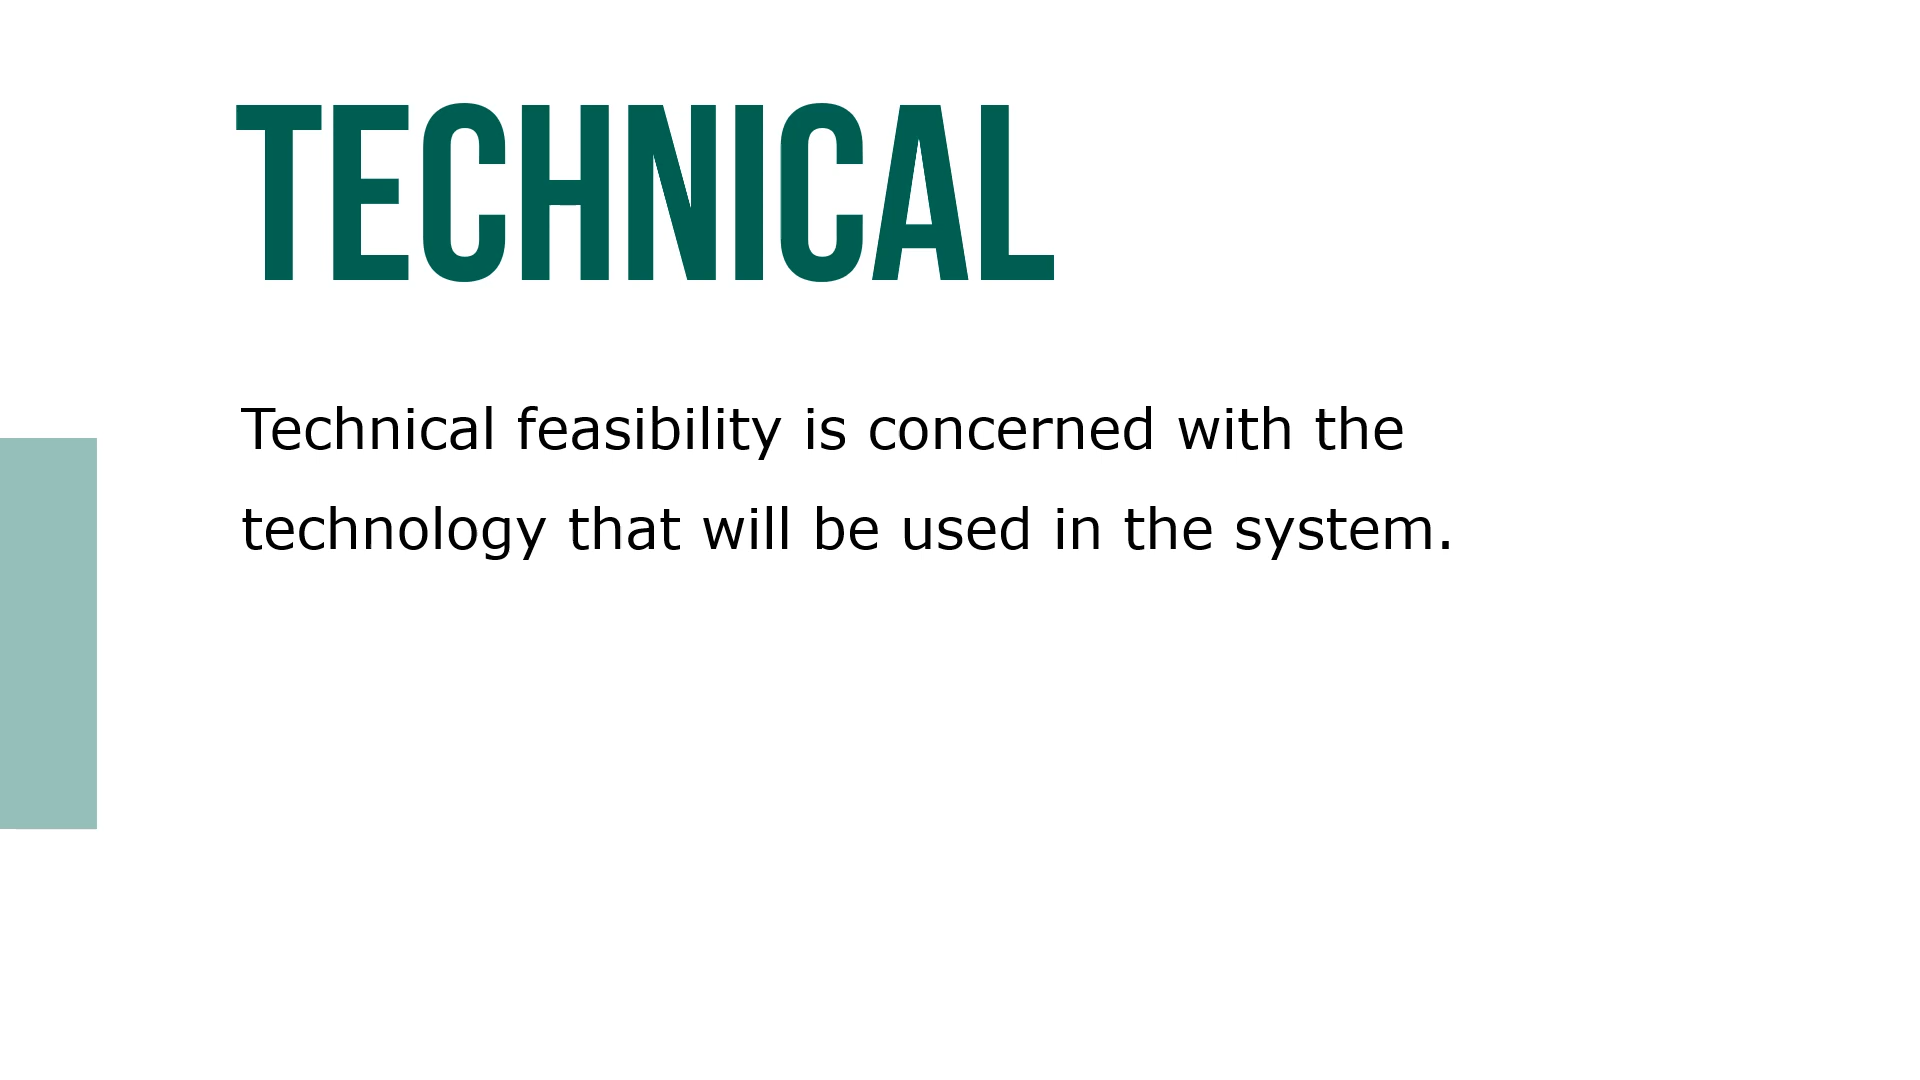 TECHNICAL
Technical feasibility is concerned with the
technology that will be used in the system.